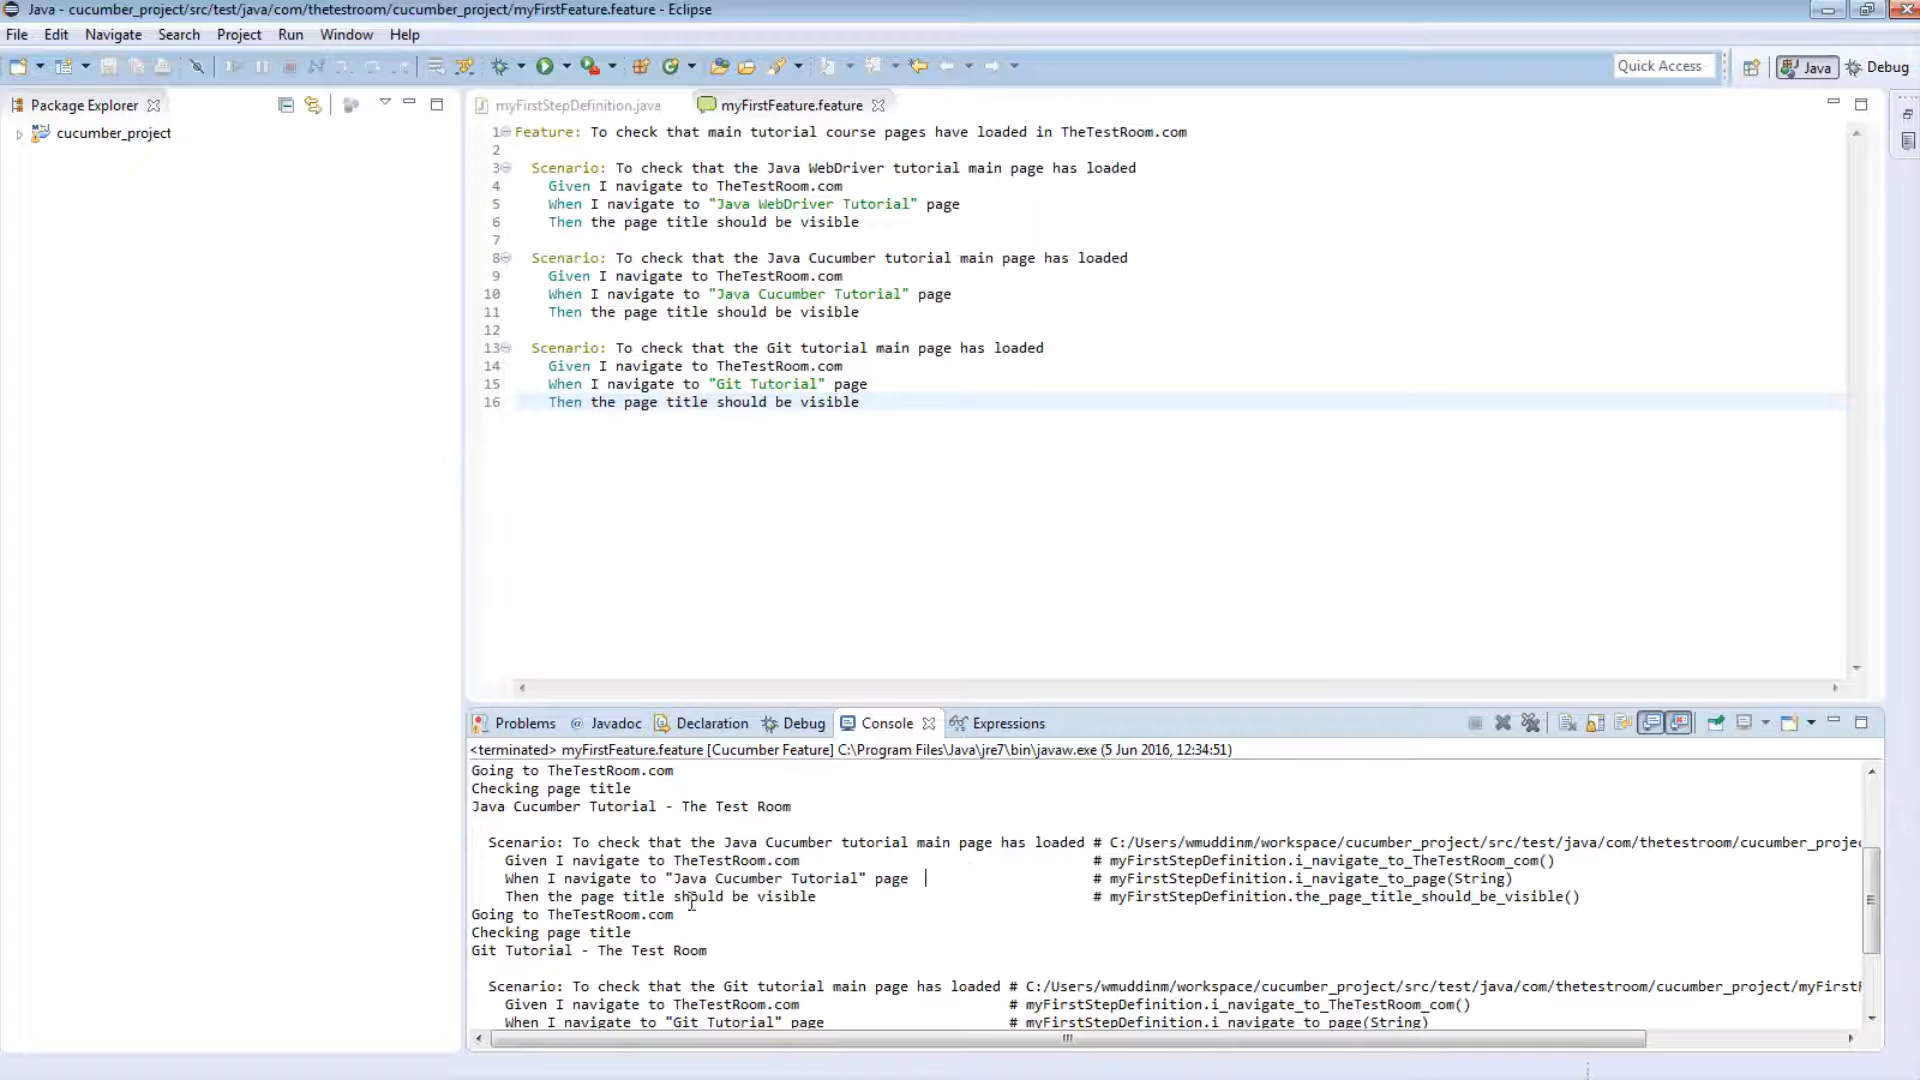 Java - cucumber_project/src/test/java/com/thetestroom/cucumber_project/myFirstFeature.feature - Eclipse
File Edit Navigate Search Project Run Window Help
Quick Access Java Debug
Package Explorer
cucumber_project
myFirstStepDefinition.java myFirstFeature.feature
1 Feature: To check that main tutorial course pages have loaded in TheTestRoom.com
2
3 Scenario: To check that the Java WebDriver tutorial main page has loaded
4 Given I navigate to TheTestRoom.com
5 When I navigate to "Java WebDriver Tutorial" page
6 Then the page title should be visible
7
8 Scenario: To check that the Java Cucumber tutorial main page has loaded
9 Given I navigate to TheTestRoom.com
10 When I navigate to "Java Cucumber Tutorial" page
11 Then the page title should be visible
12
13 Scenario: To check that the Git tutorial main page has loaded
14 Given I navigate to TheTestRoom.com
15 When I navigate to "Git Tutorial" page
16 Then the page title should be visible
Problems @ Javadoc Declaration Debug Console Expressions
<terminated> myFirstFeature.feature [Cucumber Feature] C:\Program Files\Java\jre7\bin\javaw.exe (5 Jun 2016, 12:34:51)
Going to TheTestRoom.com
Checking page title
Java Cucumber Tutorial - The Test Room
Scenario: To check that the Java Cucumber tutorial main page has loaded # C:/Users/wmuddinm/workspace/cucumber_project/src/test/java/com/thetestroom/cucumber_projec
Given I navigate to TheTestRoom.com # myFirstStepDefinition.i_navigate_to_TheTestRoom_com()
When I navigate to "Java Cucumber Tutorial" page # myFirstStepDefinition.i_navigate_to_page(String)
Then the page title should be visible # myFirstStepDefinition.the_page_title_should_be_visible()
Going to TheTestRoom.com
Checking page title
Git Tutorial - The Test Room
Scenario: To check that the Git tutorial main page has loaded # C:/Users/wmuddinm/workspace/cucumber_project/src/test/java/com/thetestroom/cucumber_project/myFirstF
Given I navigate to TheTestRoom.com # myFirstStepDefinition.i_navigate_to_TheTestRoom_com()
When I navigate to "Git Tutorial" page # myFirstStepDefinition.i_navigate_to_page(String)